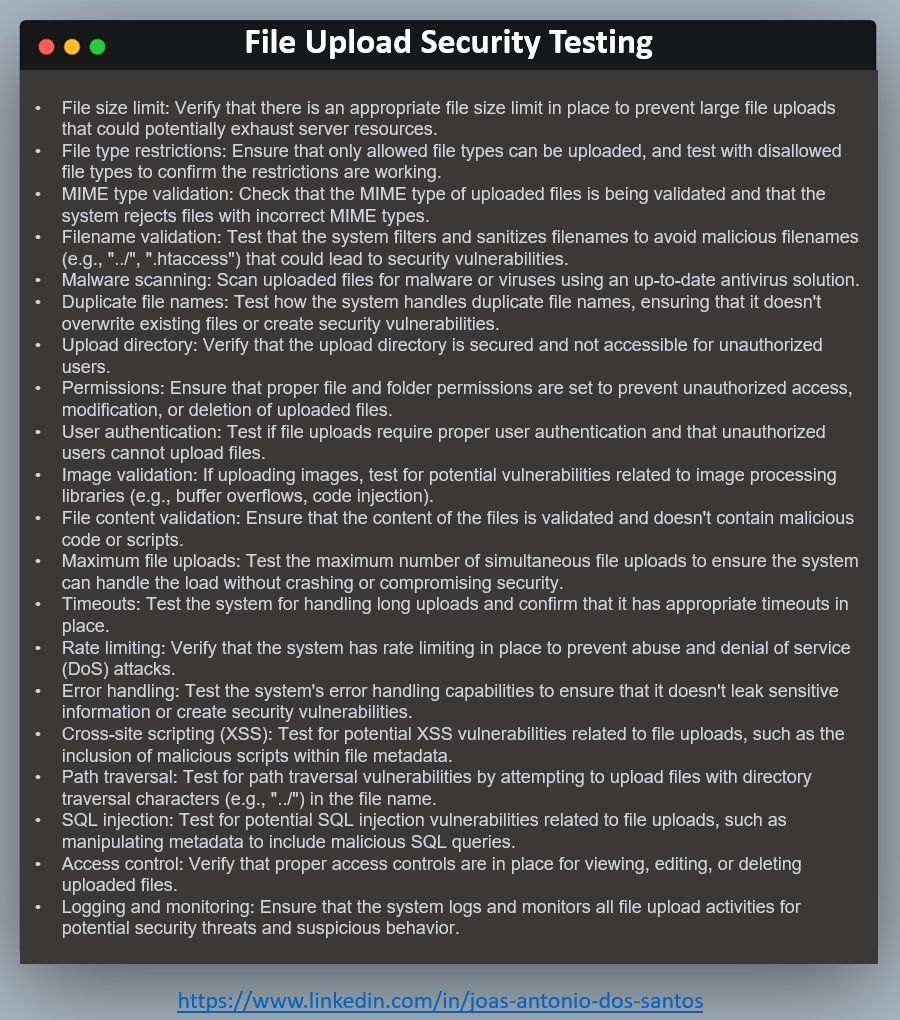 File Upload Security Testing
• File size limit: Verify that there is an appropriate file size limit in place to prevent large file uploads
that could potentially exhaust server resources.
• File type restrictions: Ensure that only allowed file types can be uploaded, and test with disallowed
file types to confirm the restrictions are working.
• MIME type validation: Check that the MIME type of uploaded files is being validated and that the
system rejects files with incorrect MIME types.
• Filename validation: Test that the system filters and sanitizes filenames to avoid malicious filenames
(e.g., "../", ".htaccess") that could lead to security vulnerabilities.
• Malware scanning: Scan uploaded files for malware or viruses using an up-to-date antivirus solution.
• Duplicate file names: Test how the system handles duplicate file names, ensuring that it doesn't
overwrite existing files or create security vulnerabilities.
• Upload directory: Verify that the upload directory is secured and not accessible for unauthorized
users.
• Permissions: Ensure that proper file and folder permissions are set to prevent unauthorized access,
modification, or deletion of uploaded files.
• User authentication: Test if file uploads require proper user authentication and that unauthorized
users cannot upload files.
• Image validation: If uploading images, test for potential vulnerabilities related to image processing
libraries (e.g., buffer overflows, code injection).
• File content validation: Ensure that the content of the files is validated and doesn't contain malicious
code or scripts.
• Maximum file uploads: Test the maximum number of simultaneous file uploads to ensure the system
can handle the load without crashing or compromising security.
• Timeouts: Test the system for handling long uploads and confirm that it has appropriate timeouts in
place.
• Rate limiting: Verify that the system has rate limiting in place to prevent abuse and denial of service
(DoS) attacks.
• Error handling: Test the system's error handling capabilities to ensure that it doesn't leak sensitive
information or create security vulnerabilities.
• Cross-site scripting (XSS): Test for potential XSS vulnerabilities related to file uploads, such as the
inclusion of malicious scripts within file metadata.
• Path traversal: Test for path traversal vulnerabilities by attempting to upload files with directory
traversal characters (e.g., "../") in the file name.
• SQL injection: Test for potential SQL injection vulnerabilities related to file uploads, such as
manipulating metadata to include malicious SQL queries.
• Access control: Verify that proper access controls are in place for viewing, editing, or deleting
uploaded files.
• Logging and monitoring: Ensure that the system logs and monitors all file upload activities for
potential security threats and suspicious behavior.
https://www.linkedin.com/in/joas-antonio-dos-santos